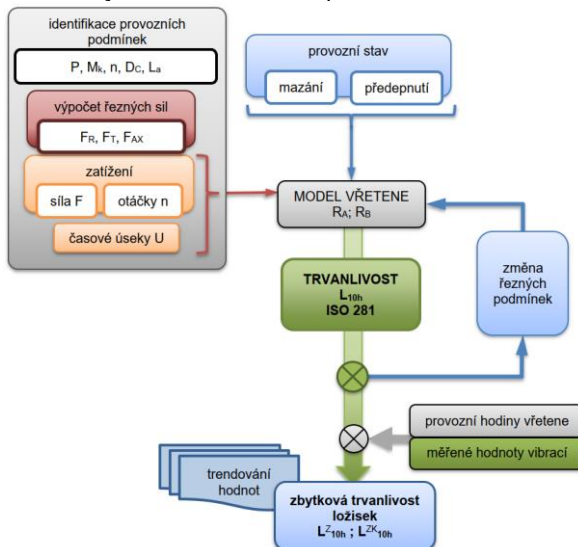 identifikace provozních
podmínek
P, Mk, n, DC, La
výpočet řezných sil
FR, FT, FAX
zatížení
síla F
otáčky n
časové úseky U
provozní stav
mazání
předepnutí
MODEL VŘETENE
RA; RB
TRVANLIVOST
L10h
ISO 281
změna
řezných
podmínek
provozní hodiny vřetene
měřené hodnoty vibrací
trendování
hodnot
zbytková trvanlivost
ložisek
LZ10h ; LZK10h